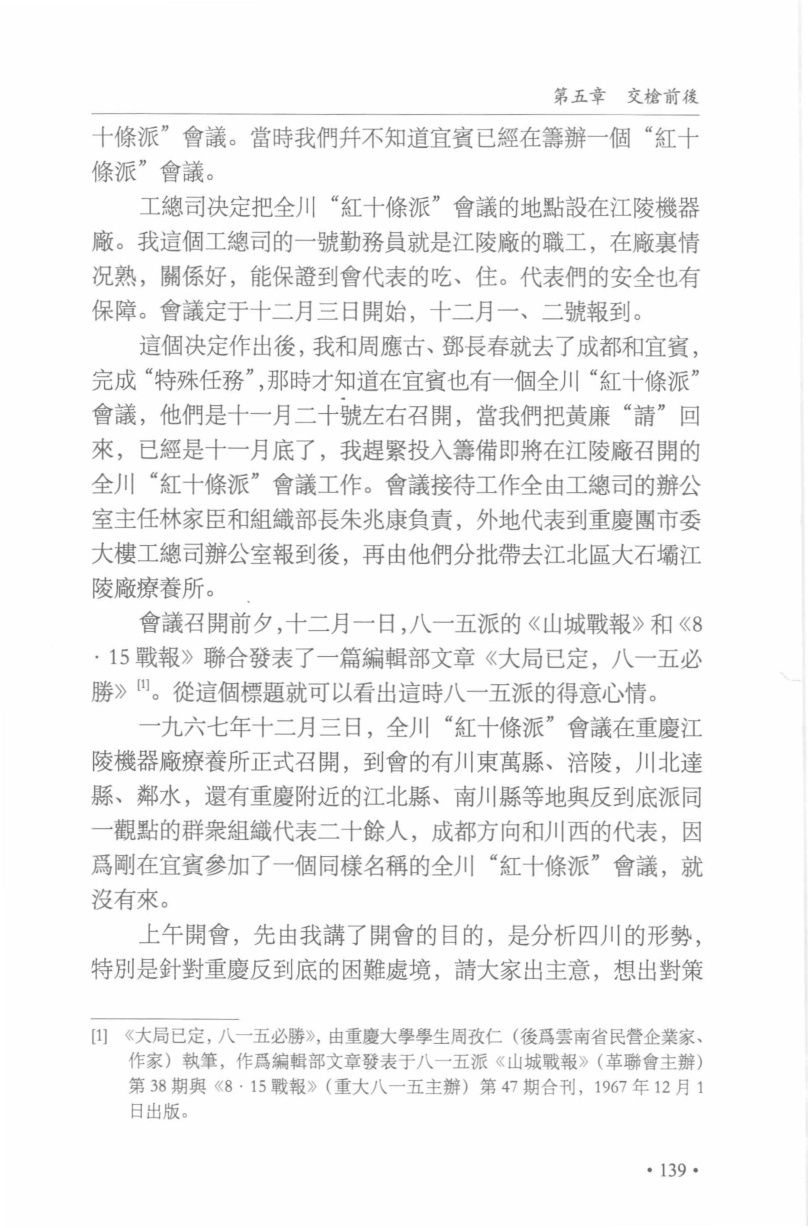 第五章　交槍前後
十條派”會議。當時我們并不知道宜賓已經在籌辦一個“紅十
條派”會議。
工總司决定把全川“紅十條派”會議的地點設在江陵機器
廠。我這個工總司的一號勤務員就是江陵廠的職工，在廠裏情
况熟，關係好，能保證到會代表的吃、住。代表們的安全也有
保障。會議定于十二月三日開始，十二月一、二號報到。
這個决定作出後，我和周應古、鄧長春就去了成都和宜賓，
完成“特殊任務”，那時才知道在宜賓也有一個全川“紅十條派”
會議，他們是十一月二十號左右召開，當我們把黃廉“請”回
來，已經是十一月底了，我趕緊投入籌備即將在江陵廠召開的
全川“紅十條派”會議工作。會議接待工作全由工總司的辦公
室主任林家臣和組織部長朱兆康負責，外地代表到重慶團市委
大樓工總司辦公室報到後，再由他們分批帶去江北區大石壩江
陵廠療養所。
會議召開前夕，十二月一日，八一五派的《山城戰報》和《8
·15戰報》聯合發表了一篇編輯部文章《大局已定，八一五必
勝》[1]。從這個標題就可以看出這時八一五派的得意心情。
一九六七年十二月三日，全川“紅十條派”會議在重慶江
陵機器廠療養所正式召開，到會的有川東萬縣、涪陵，川北達
縣、鄰水，還有重慶附近的江北縣、南川縣等地與反到底派同
一觀點的群衆組織代表二十餘人，成都方向和川西的代表，因
爲剛在宜賓參加了一個同樣名稱的全川“紅十條派”會議，就
沒有來。
上午開會，先由我講了開會的目的，是分析四川的形勢，
特別是針對重慶反到底的困難處境，請大家出主意，想出對策
[1]　《大局已定，八一五必勝》，由重慶大學學生周孜仁（後爲雲南省民營企業家、
作家）執筆，作爲編輯部文章發表于八一五派《山城戰報》（革聯會主辦）
第38期與《8·15戰報》（重大八一五主辦）第47期合刊，1967年12月1
日出版。
·139·